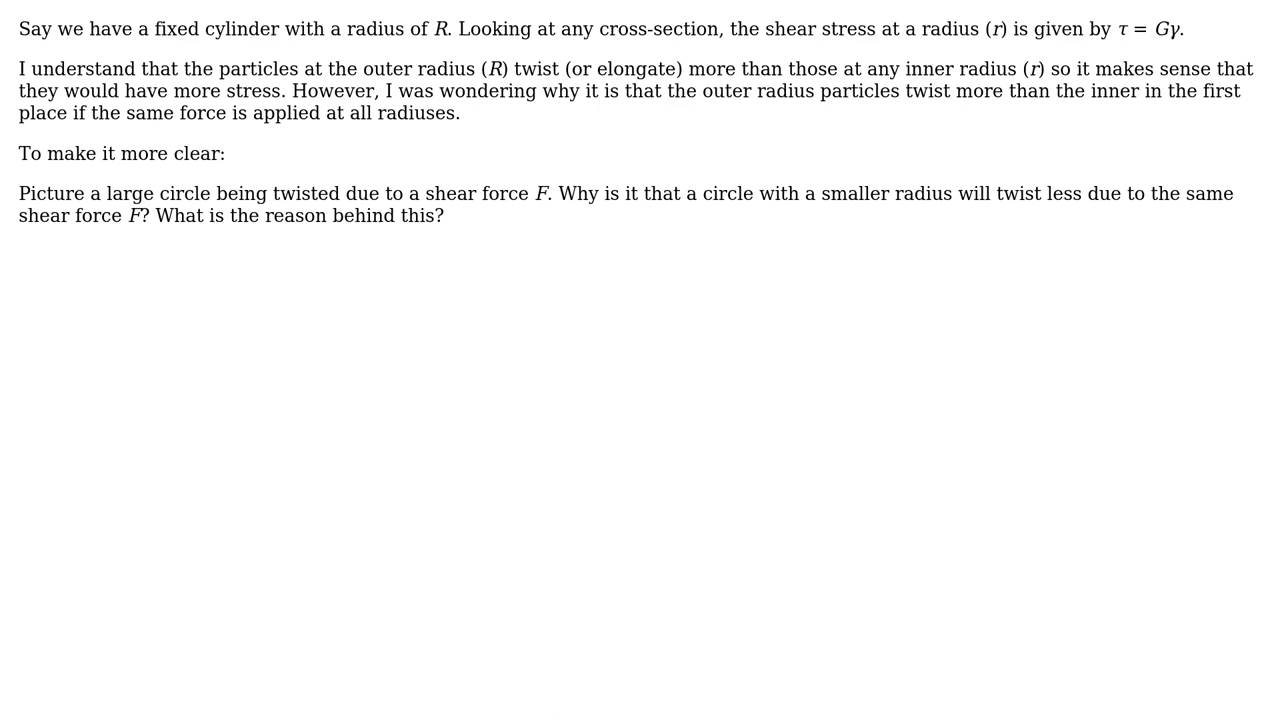 Say we have a fixed cylinder with a radius of R. Looking at any cross-section, the shear stress at a radius (r) is given by τ = Gγ.
I understand that the particles at the outer radius (R) twist (or elongate) more than those at any inner radius (r) so it makes sense that
they would have more stress. However, I was wondering why it is that the outer radius particles twist more than the inner in the first
place if the same force is applied at all radiuses.
To make it more clear:
Picture a large circle being twisted due to a shear force F. Why is it that a circle with a smaller radius will twist less due to the same
shear force F? What is the reason behind this?